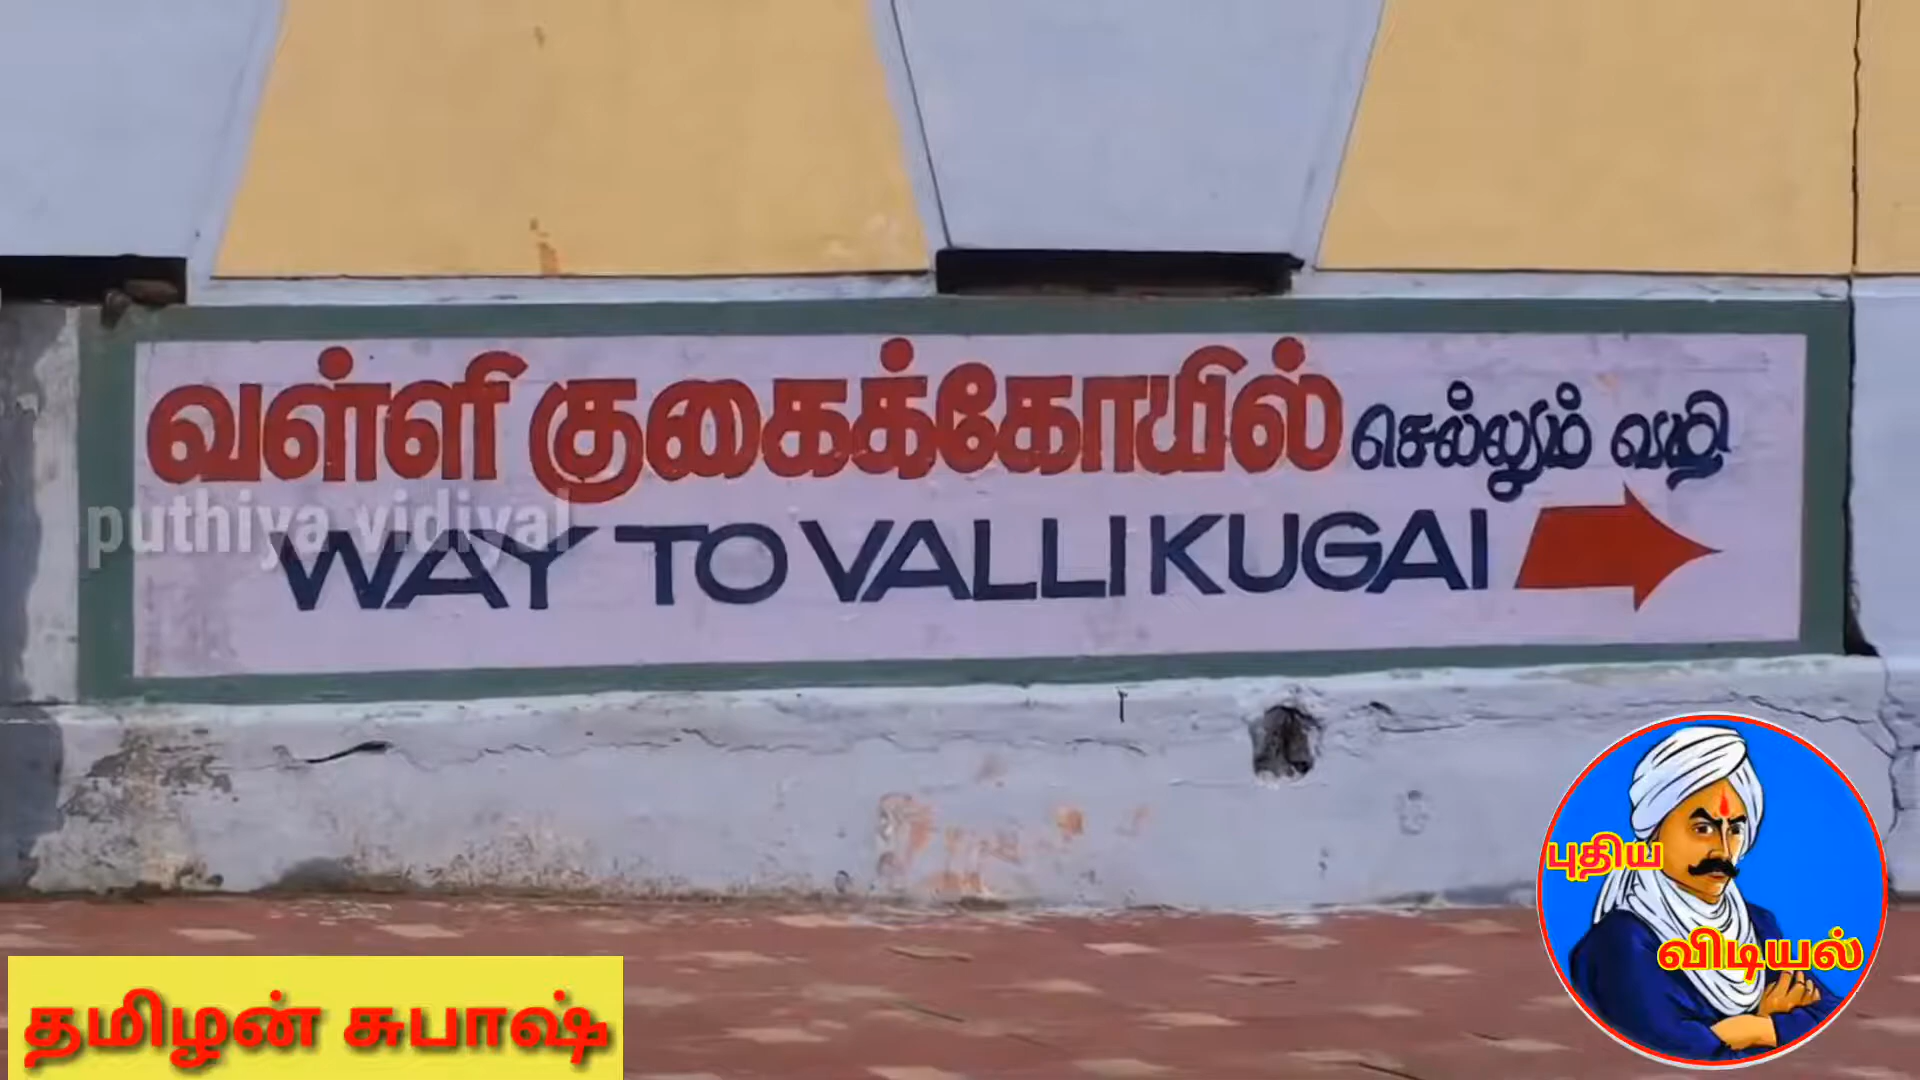 வள்ளி குகைக்கோயில் செல்லும் வழி
puthiya vidiyal
WAY TO VALLI KUGAI
புதிய
விடியல்
தமிழன் சுபாஷ்